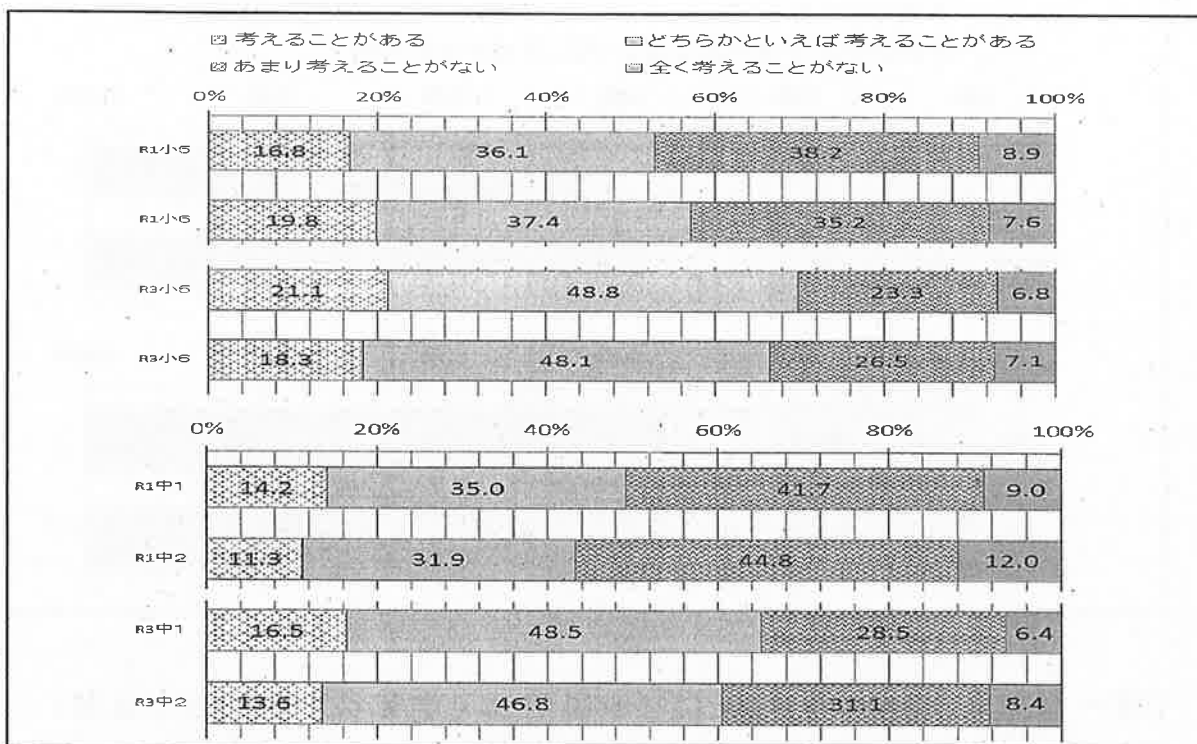 考えることがある どちらかといえば考えることがある
あまり考えることがない 全く考えることがない
0% 20% 40% 60% 80% 100%
R1小5 16.8 36.1 38.2 8.9
R1小6 19.8 37.4 35.2 7.6
R3小5 21.1 48.8 23.3 6.8
R3小6 18.3 48.1 26.5 7.1
0% 20% 40% 60% 80% 100%
R1中1 14.2 35.0 41.7 9.0
R1中2 11.3 31.9 44.8 12.0
R3中1 16.5 48.5 28.5 6.4
R3中2 13.6 46.8 31.1 8.4